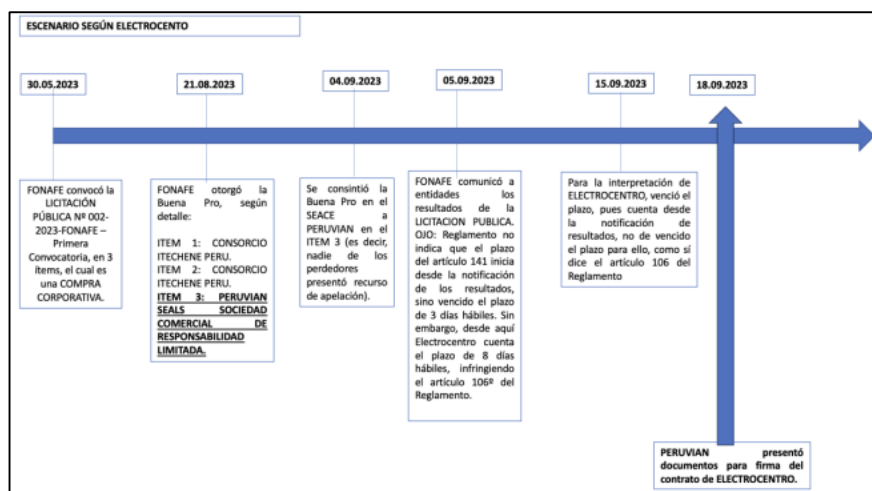 ESCENARIO SEGÚN ELECTROCENTO
30.05.2023
21.08.2023
04.09.2023
05.09.2023
15.09.2023
18.09.2023
FONAFE convocó la
LICITACIÓN
PÚBLICA Nº 002-
2023-FONAFE –
Primera
Convocatoria, en 3
ítems, el cual es
una COMPRA
CORPORATIVA.
FONAFE otorgó la
Buena Pro, según
detalle:
ITEM 1: CONSORCIO
ITECHENE PERU.
ITEM 2: CONSORCIO
ITECHENE PERU.
ITEM 3: PERUVIAN
SEALS SOCIEDAD
COMERCIAL DE
RESPONSABILIDAD
LIMITADA.
Se consintió la
Buena Pro en el
SEACE a
PERUVIAN en el
ITEM 3 (es decir,
nadie de los
perdedores
presentó recurso
de apelación).
FONAFE comunicó a
entidades los
resultados de la
LICITACION PUBLICA.
OJO: Reglamento no
indica que el plazo
del artículo 141 inicia
desde la notificación
de los resultados,
sino vencido el plazo
de 3 días hábiles. Sin
embargo, desde aquí
Electrocentro cuenta
el plazo de 8 días
hábiles, infringiendo
el artículo 106º del
Reglamento.
Para la interpretación de
ELECTROCENTRO, venció el
plazo, pues cuenta desde
la notificación de
resultados, no de vencido
el plazo para ello, como sí
dice el artículo 106 del
Reglamento
PERUVIAN presentó
documentos para firma del
contrato de ELECTROCENTRO.